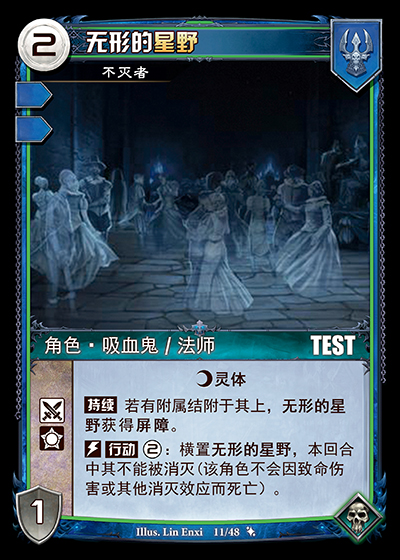 2
无形的星野
不灭者
角色·吸血鬼 / 法师
TEST
灵体
持续 若有附属结附于其上,无形的星
野获得屏障。
行动 2:横置无形的星野,本回合
中其不能被消灭(该角色不会因致命伤
害或其他消灭效应而死亡)。
1
Illus. Lin Enxi 11/48